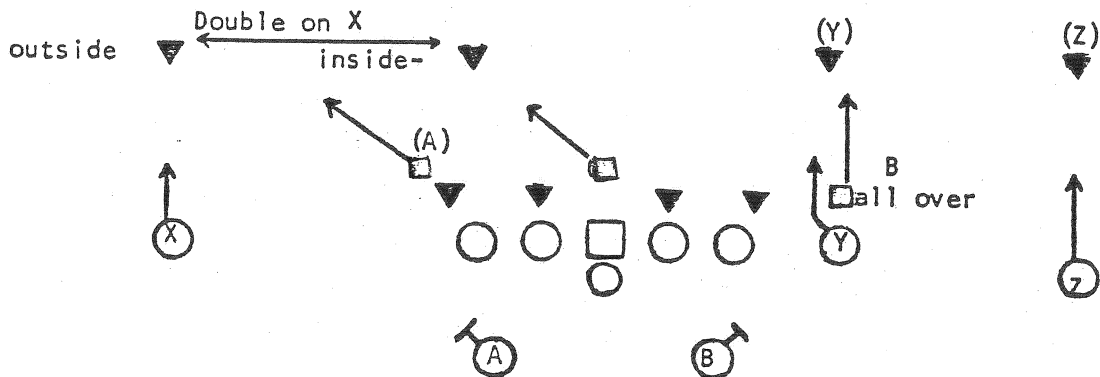 Double on X
(Y)
(Z)
outside
inside-
(A)
B
all over
X
Y
Z
A
B